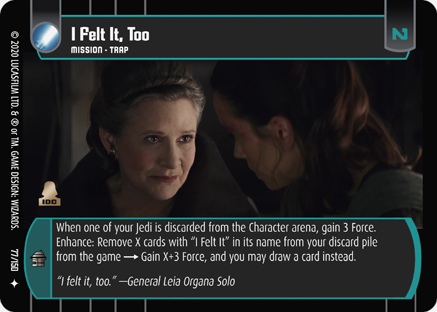 I Felt It, Too
MISSION - TRAP
N
© 2020 LUCASFILM LTD. & ® or TM. GAME DESIGN: WIZARDS.
77/150
IDC
When one of your Jedi is discarded from the Character arena, gain 3 Force.
Enhance: Remove X cards with “I Felt It” in its name from your discard pile
from the game → Gain X+3 Force, and you may draw a card instead.
“I felt it, too.” —General Leia Organa Solo